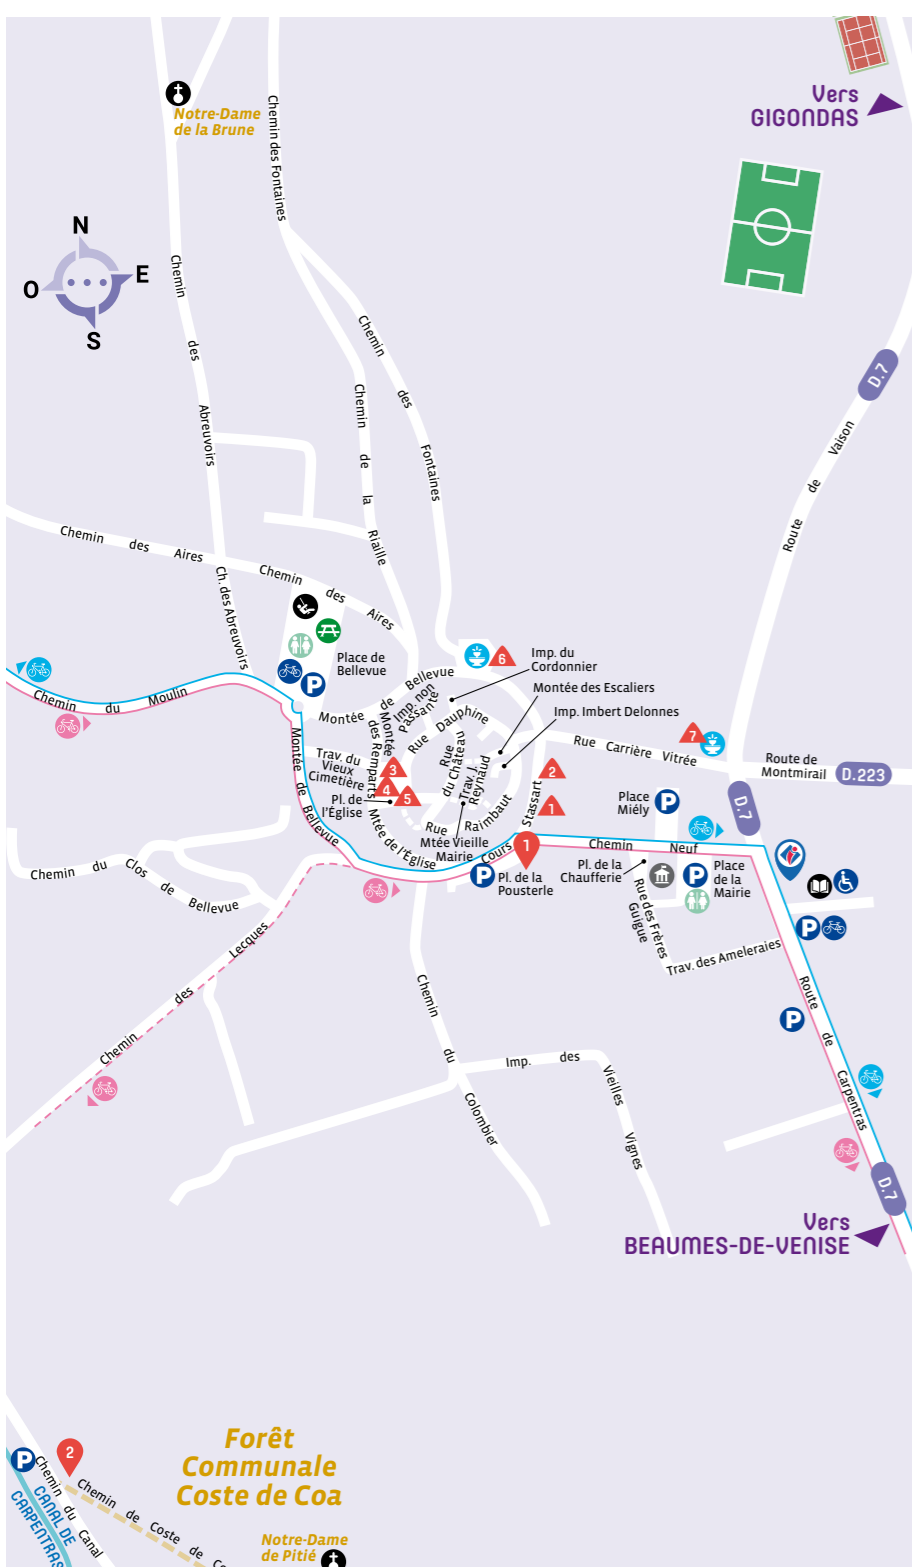 Vers
GIGONDAS
Notre-Dame
de la Brune
Chemin des Fontaines
N
O
E
S
Chemin des Abreuvoirs
Chemin des Fontaines
Chemin de la Riaille
D.7
Route de Vaison
Chemin des Aires
Chemin des Aires
Ch. des Abreuvoirs
Place de
Bellevue
P
Chemin du Moulin
Montée de Bellevue
Montée de Bellevue
6
Imp. du
Cordonnier
Montée des Escaliers
Imp. Imbert Delonnes
Imp. non
Passante
Rue Dauphine
Montée
des Remparts
Rue
du Château
Trav. J.
Reynaud
Trav. du
Vieux
Cimetière
3
4
5
Pl. de
l'Église
Rue Raimbaut
Mtée Vieille
Mairie
Mtée de l'Église
Cours Stassart
2
1
7
Rue Carrière Vitrée
Route de
Montmirail
D.223
D.7
Place
Miély
P
1
Chemin Neuf
P
Pl. de la
Pousterle
Pl. de la
Chaufferie
P
Place
de la
Mairie
Rue des Frères
Guigue
Trav. des Ameleraies
P
P
Route de Carpentras
Chemin du Clos de Bellevue
Chemin des Lecques
Chemin du Colombier
Imp. des Vieilles Vignes
D.7
Vers
BEAUMES-DE-VENISE
Forêt
Communale
Coste de Coa
P
2
Chemin du Canal
CANAL DE
CARPENTRAS
Chemin de Coste de Co
Notre-Dame
de Pitié